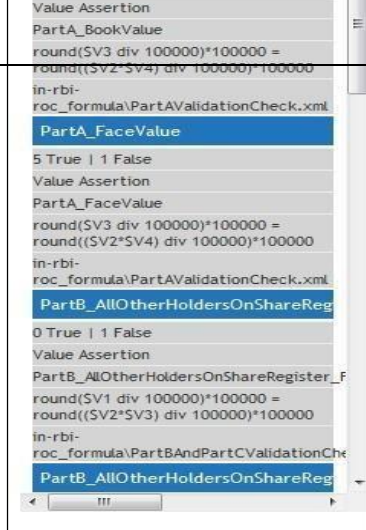 Value Assertion
PartA_BookValue
round($V3 div 100000)*100000 =
round(($V2*$V4) div 100000)*100000
in-rbi-
roc_formula\PartAValidationCheck.xml
PartA_FaceValue
5 True | 1 False
Value Assertion
PartA_FaceValue
round($V3 div 100000)*100000 =
round(($V2*$V4) div 100000)*100000
in-rbi-
roc_formula\PartAValidationCheck.xml
PartB_AllOtherHoldersOnShareReg
0 True | 1 False
Value Assertion
PartB_AllOtherHoldersOnShareRegister_F
round($V1 div 100000)*100000 =
round(($V2*$V3) div 100000)*100000
in-rbi-
roc_formula\PartBAndPartCValidationChe
PartB_AllOtherHoldersOnShareReg